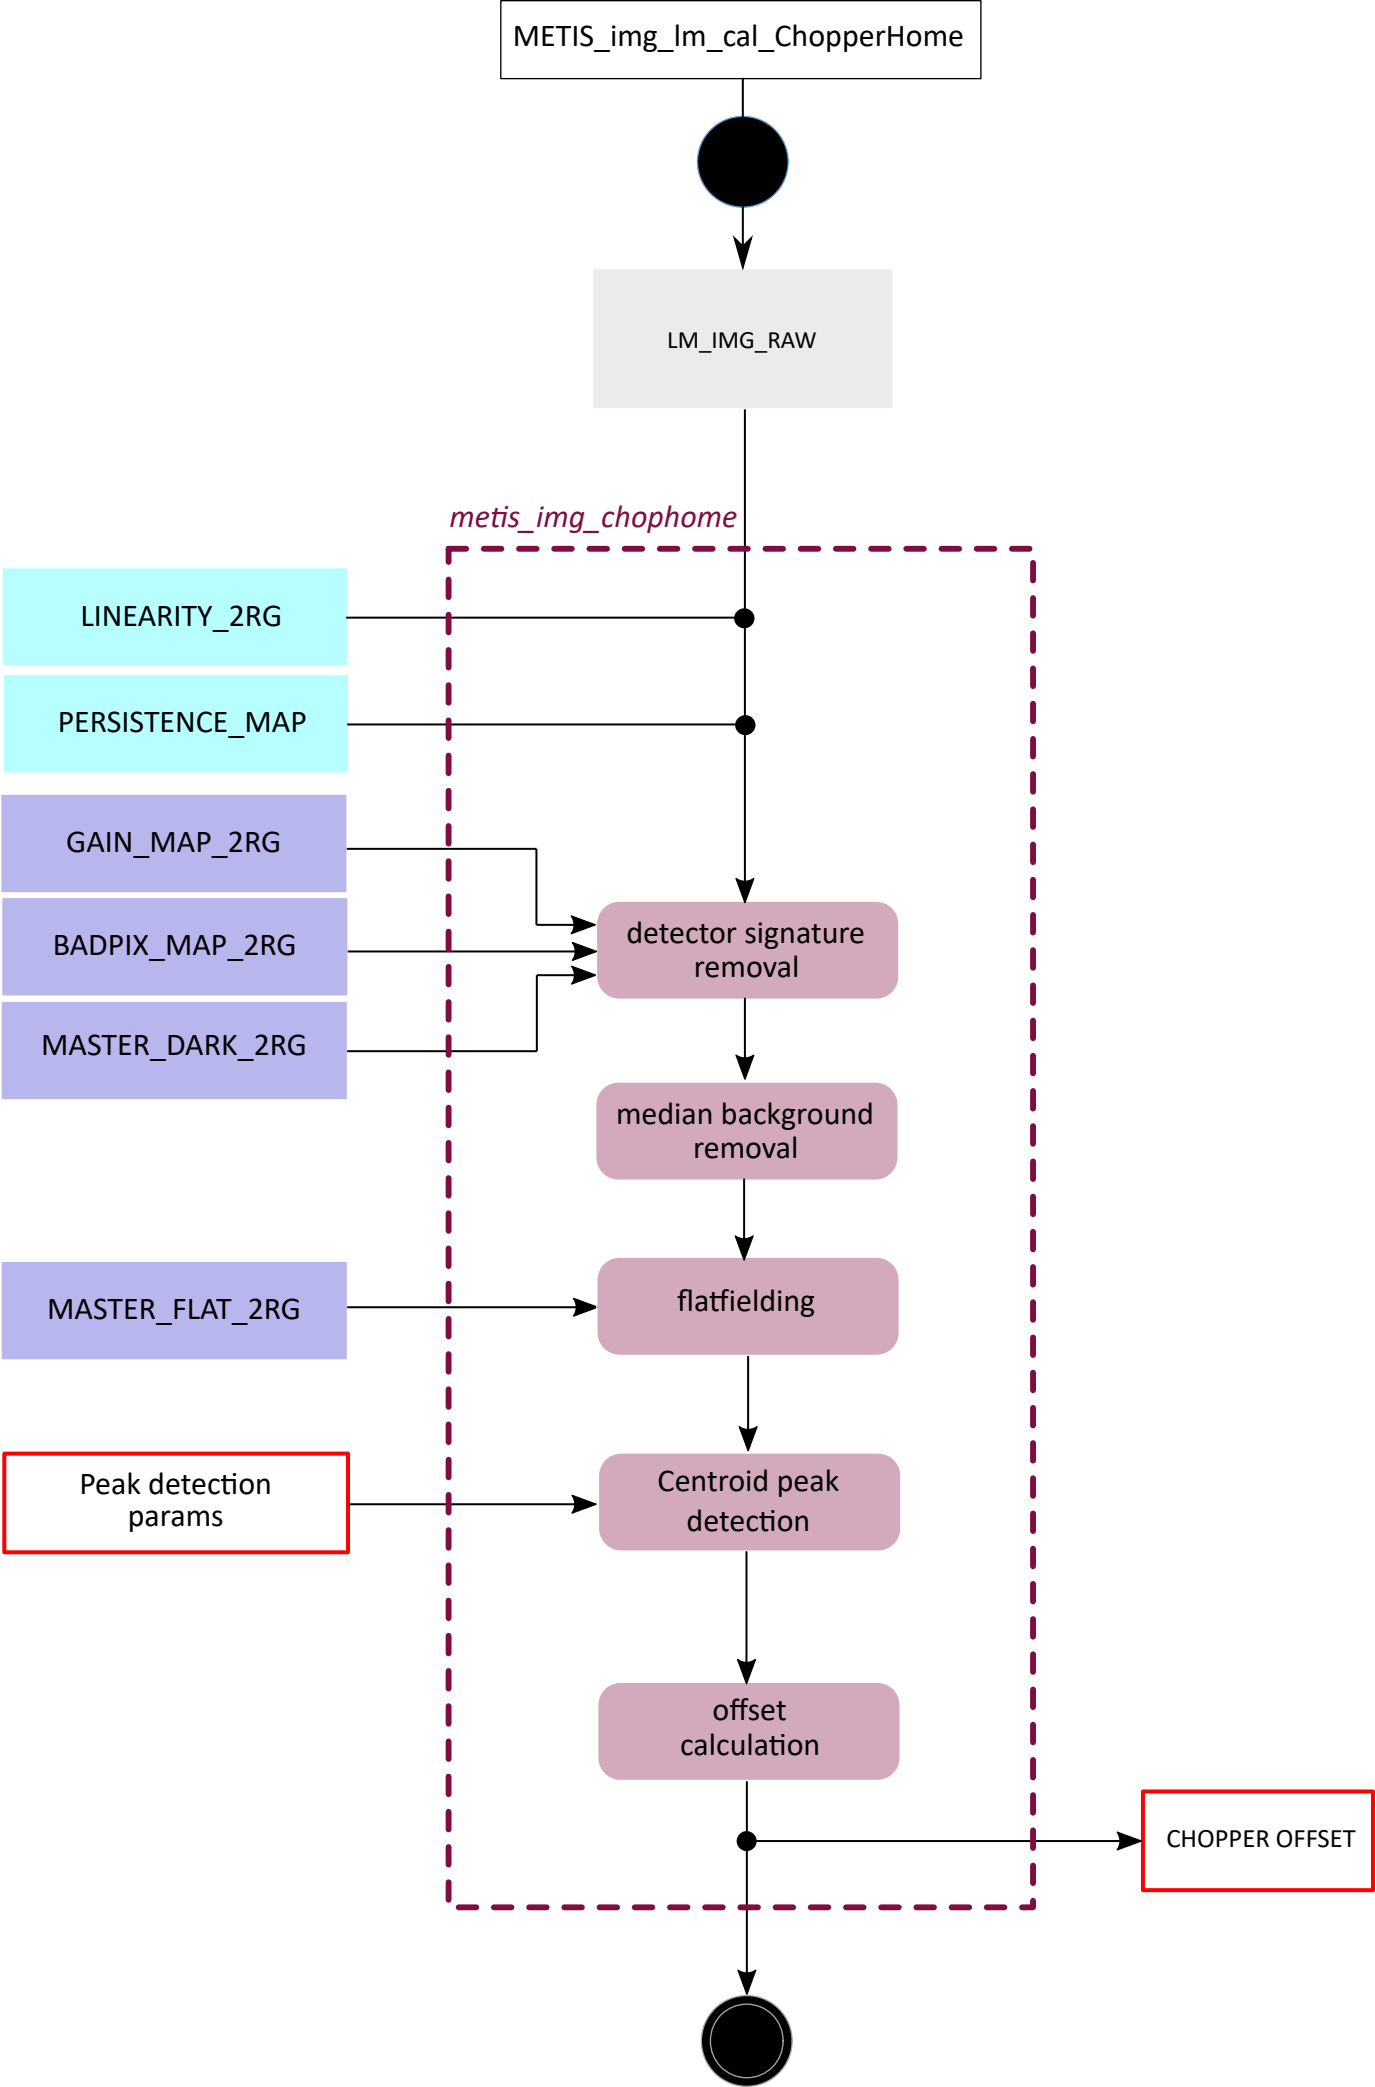 METIS_img_lm_cal_ChopperHome
LM_IMG_RAW
metis_img_chophome
LINEARITY_2RG
PERSISTENCE_MAP
GAIN_MAP_2RG
BADPIX_MAP_2RG
MASTER_DARK_2RG
detector signature
removal
median background
removal
MASTER_FLAT_2RG
flatfielding
Peak detection
params
Centroid peak
detection
offset
calculation
CHOPPER OFFSET